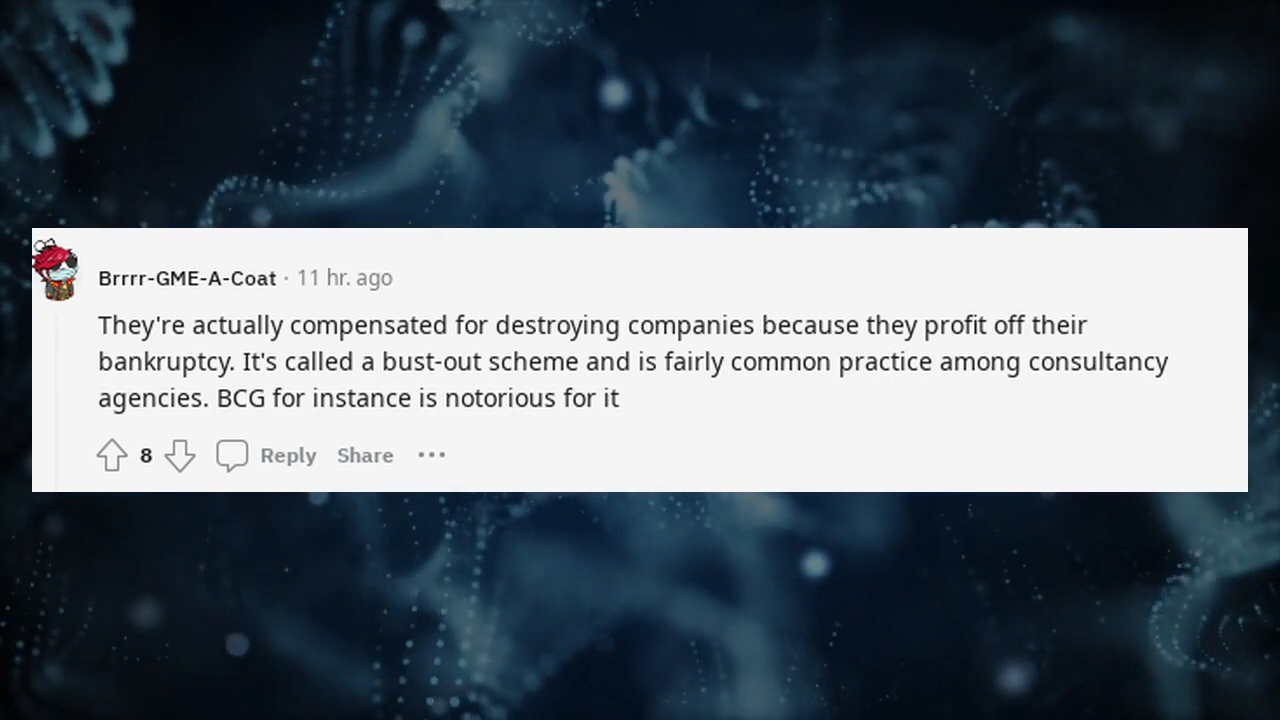 Brrrr-GME-A-Coat · 11 hr. ago
They're actually compensated for destroying companies because they profit off their
bankruptcy. It's called a bust-out scheme and is fairly common practice among consultancy
agencies. BCG for instance is notorious for it
8 Reply Share •••